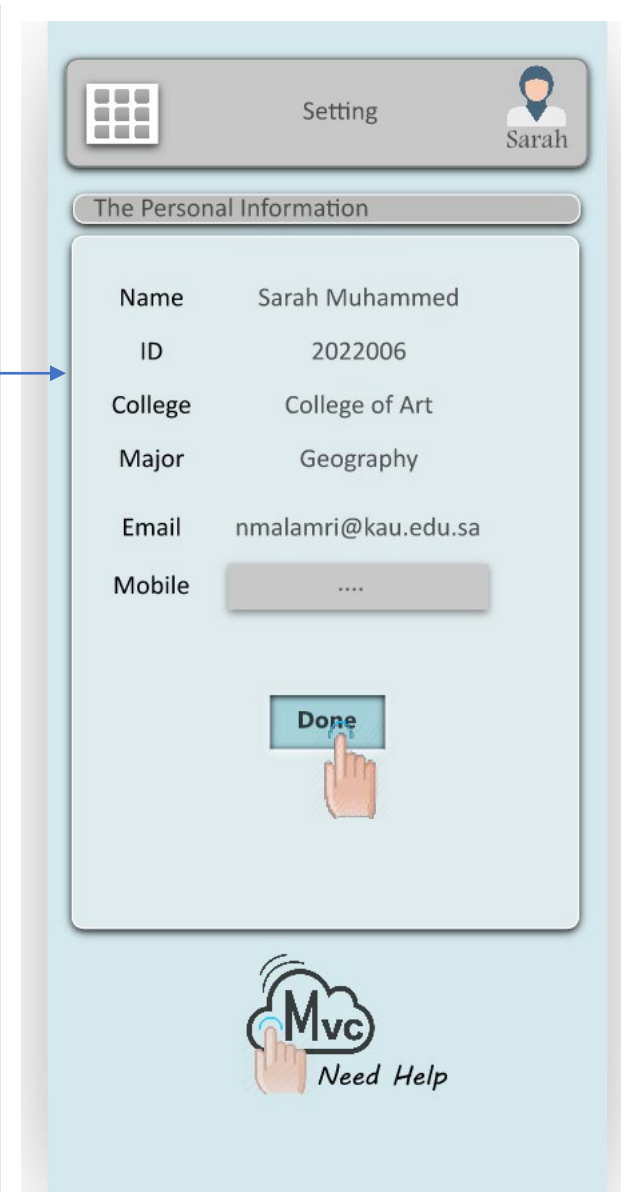 Setting
Sarah
The Personal Information
Name Sarah Muhammed
ID 2022006
College College of Art
Major Geography
Email nmalamri@kau.edu.sa
Mobile ....
Done
Mvc
Need Help